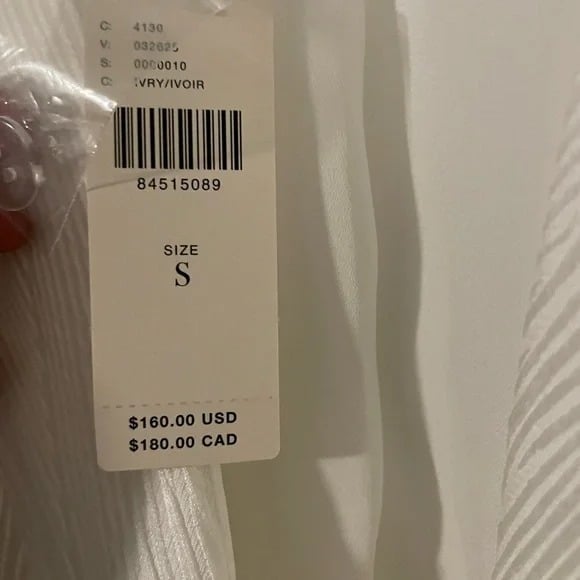 C: 4130
V: 032625
S: 0000010
C: IVRY/IVOIR
84515089
SIZE
S
$160.00 USD
$180.00 CAD